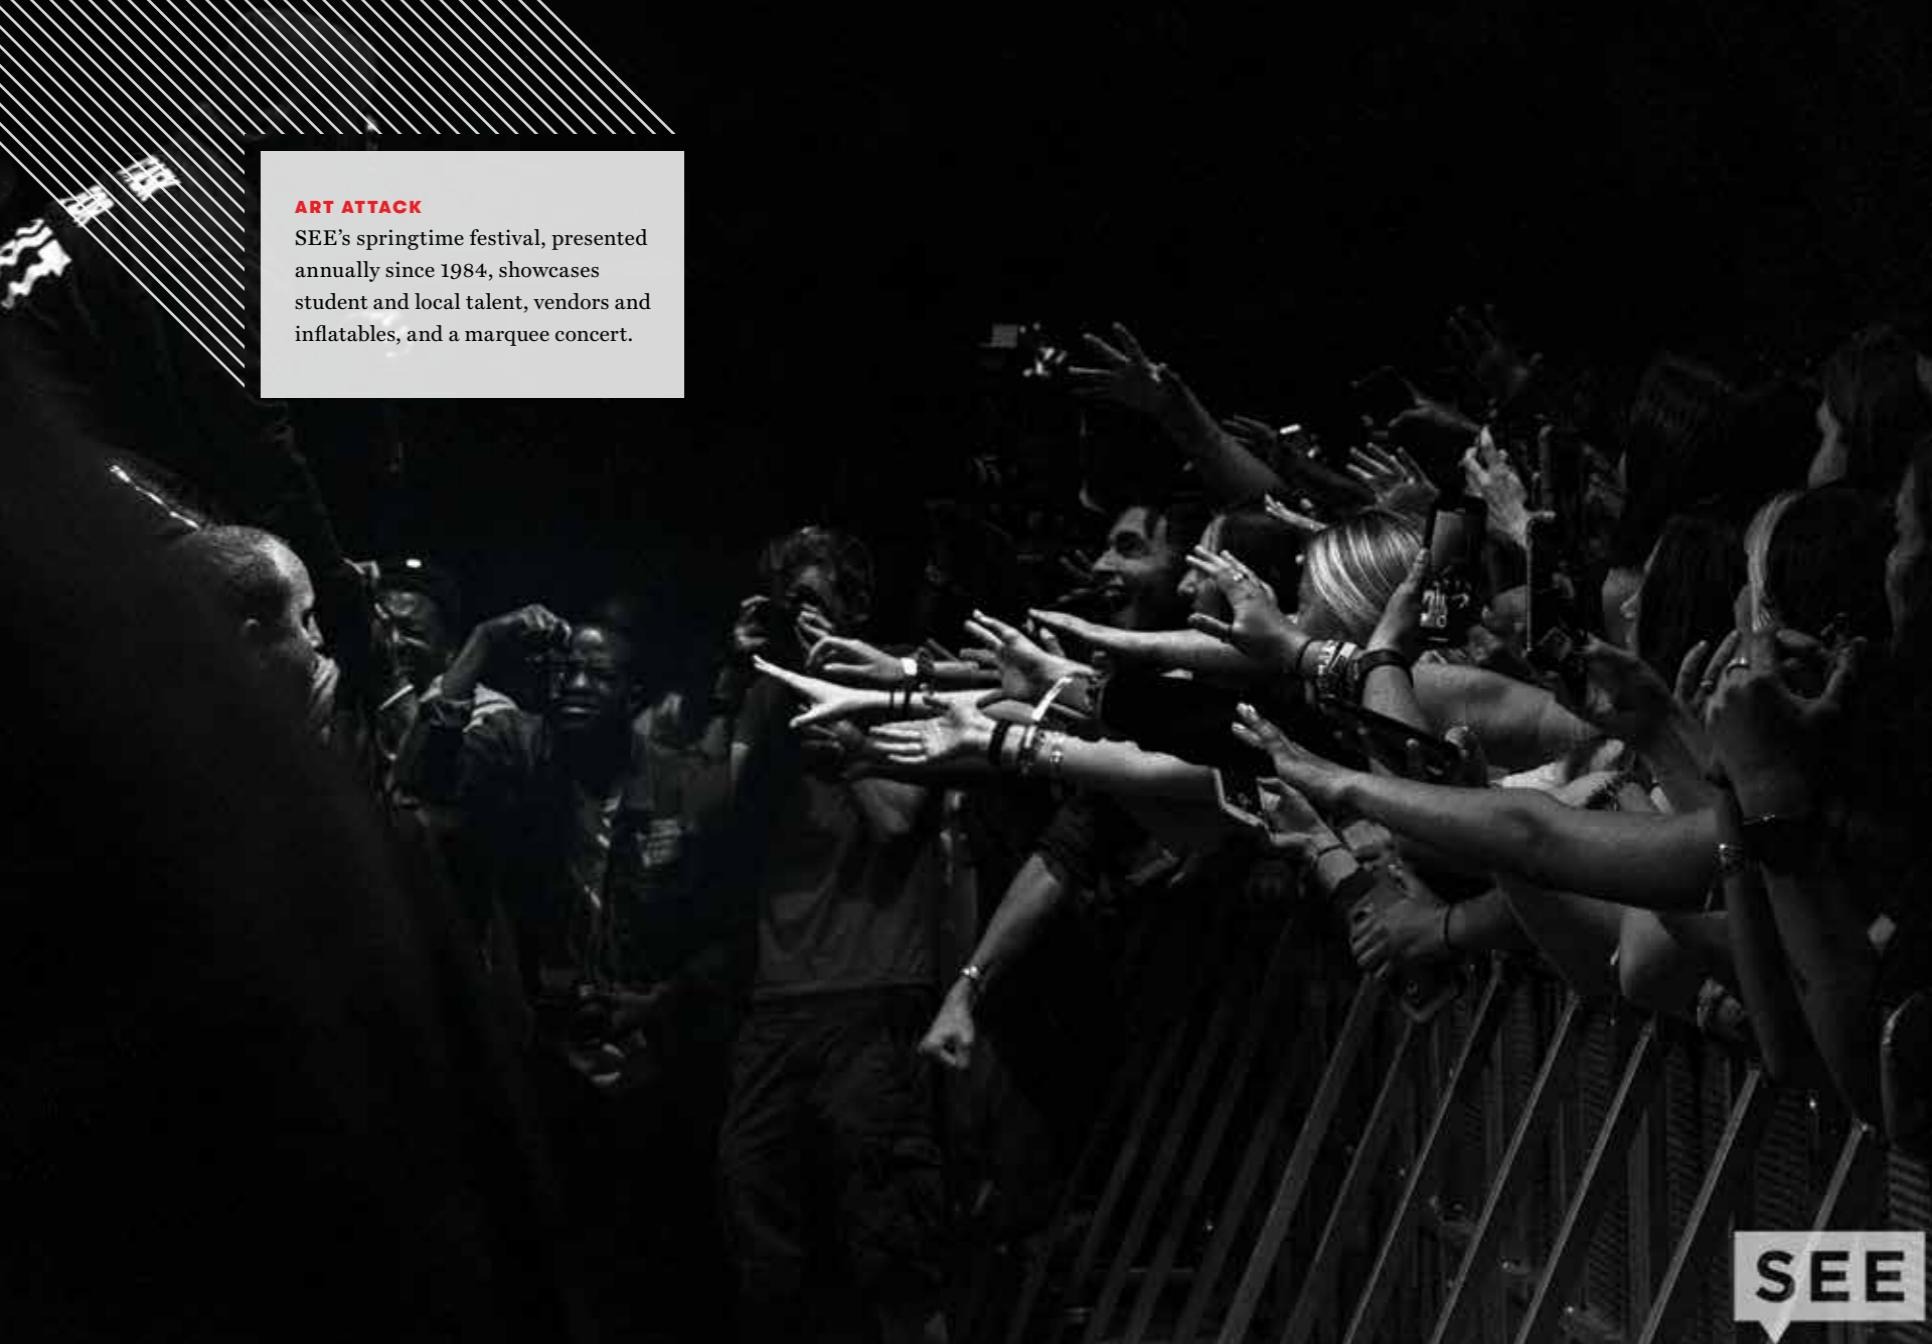 ART ATTACK
SEE’s springtime festival, presented
annually since 1984, showcases
student and local talent, vendors and
inflatables, and a marquee concert.
SEE